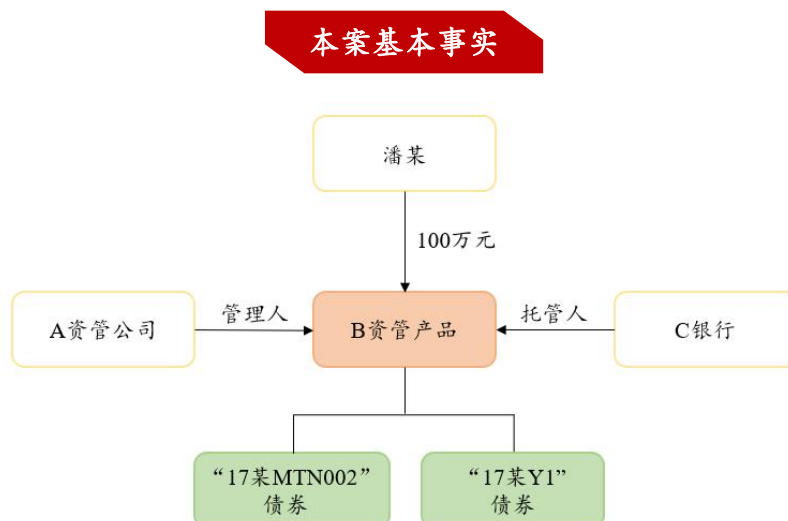 本案基本事实
潘某
100万元
A资管公司
管理人
B资管产品
托管人
C银行
“17某MTN002”
债券
“17某Y1”
债券